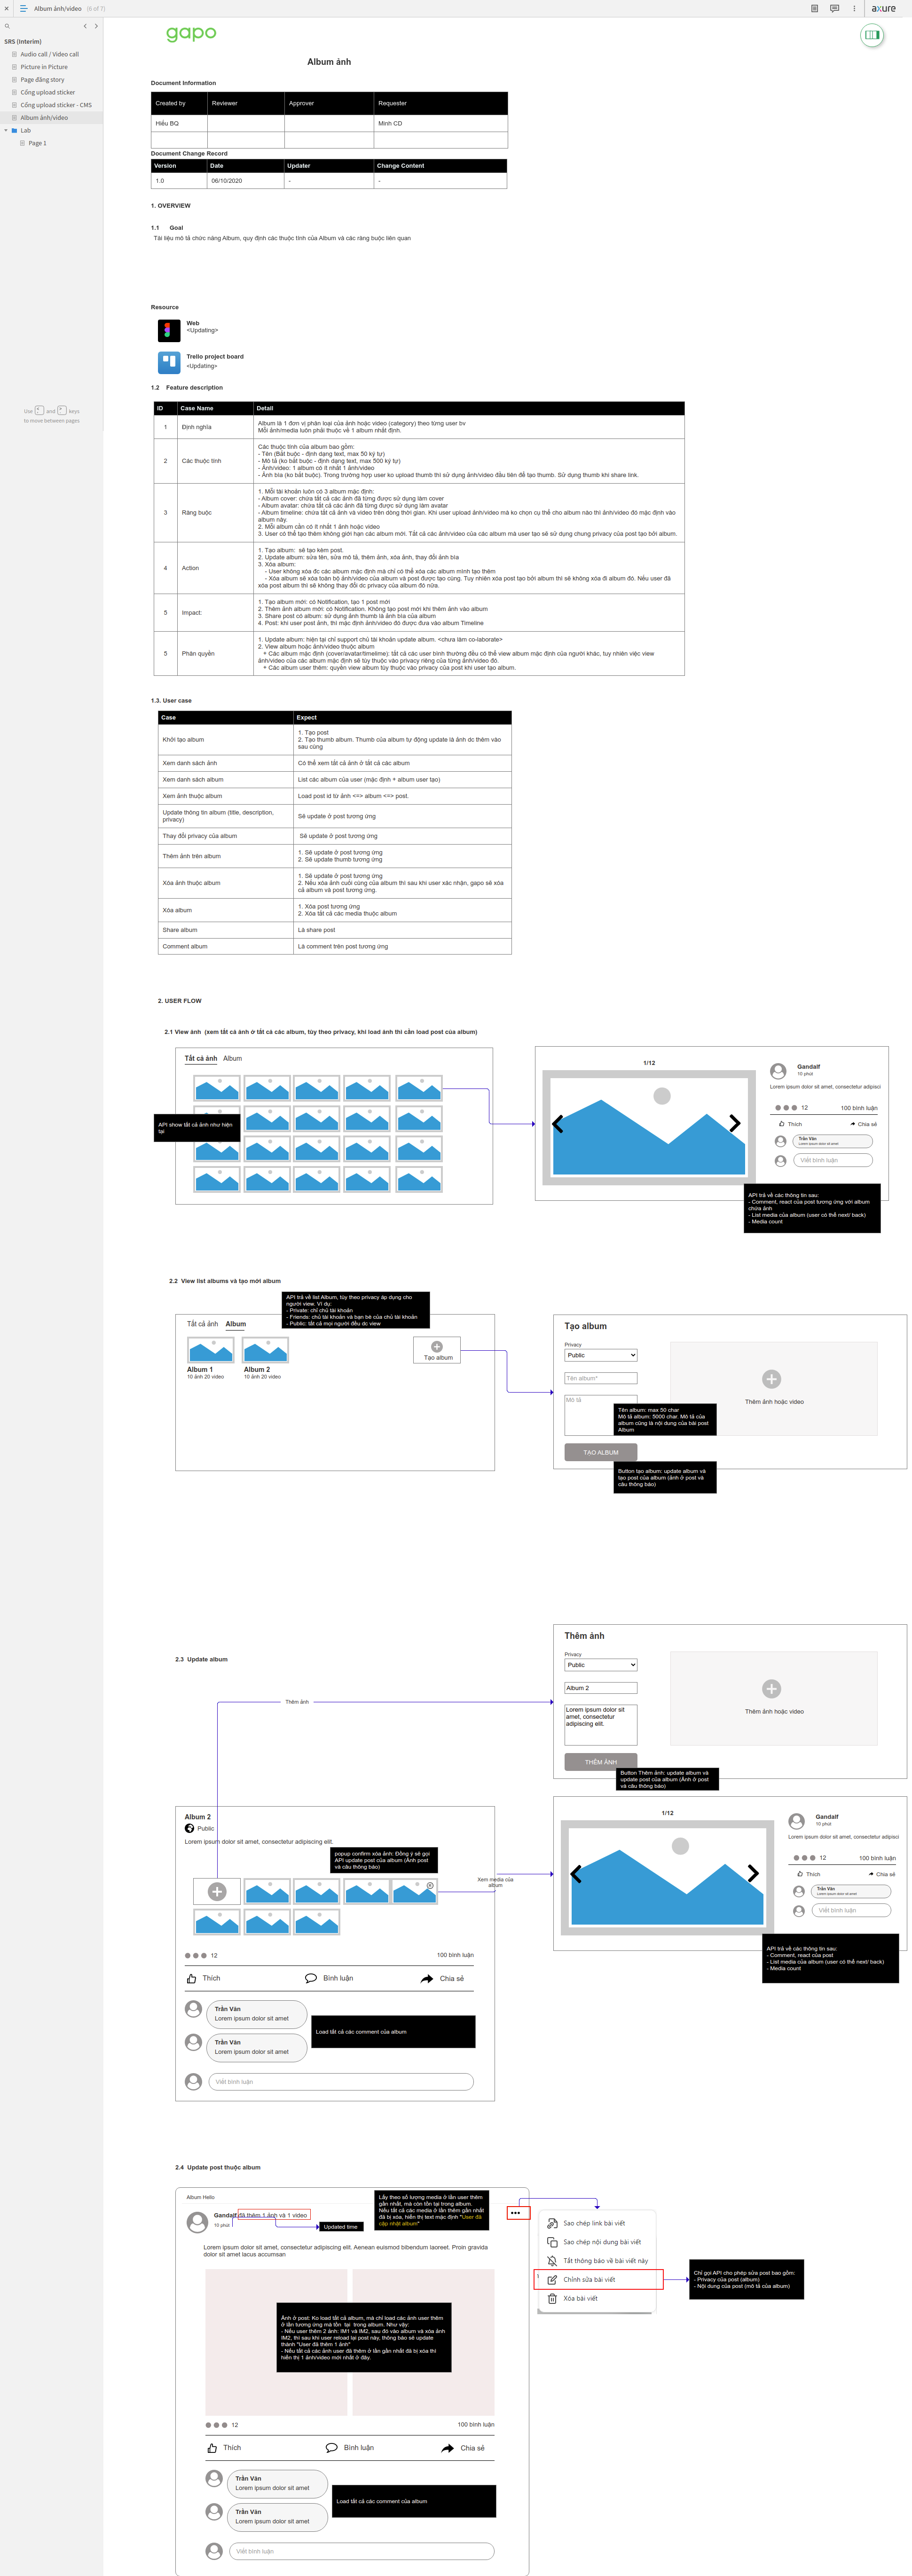 Album ảnh/video (6 of 7)
axure
SRS (Interim)
Audio call / Video call
Picture in Picture
Page đăng story
Cổng upload sticker
Cổng upload sticker - CMS
Album ảnh/video
Lab
Page 1
Use < and > keys
to move between pages
gapo
Album ảnh
Document Information
Created by Reviewer Approver Requester
Hiếu BQ Minh CD
Document Change Record
Version Date Updater Change Content
1.0 06/10/2020 - -
1. OVERVIEW
1.1 Goal
Tài liệu mô tả chức năng Album, quy định các thuộc tính của Album và các ràng buộc liên quan
Resource
Web
<Updating>
Trello project board
<Updating>
1.2 Feature description
ID Case Name Detail
1 Định nghĩa
Album là 1 đơn vị phân loại của ảnh hoặc video (category) theo từng user bv
Mỗi ảnh/media luôn phải thuộc về 1 album nhất định.
2 Các thuộc tính
Các thuộc tính của album bao gồm:
- Tên (Bắt buộc - định dạng text, max 50 ký tự)
- Mô tả (ko bắt buộc - định dạng text, max 500 ký tự)
- Ảnh/video: 1 album có ít nhất 1 ảnh/video
- Ảnh bìa (ko bắt buộc). Trong trường hợp user ko upload thumb thì sử dụng ảnh/video đầu tiên để tạo thumb. Sử dụng thumb khi share link.
3 Ràng buộc
1. Mỗi tài khoản luôn có 3 album mặc định:
- Album cover: chứa tất cả các ảnh đã từng được sử dụng làm cover
- Album avatar: chứa tất cả các ảnh đã từng được sử dụng làm avatar
- Album timeline: chứa tất cả ảnh và video trên dòng thời gian. Khi user upload ảnh/video mà ko chọn cụ thể cho album nào thì ảnh/video đó mặc định vào
album này.
2. Mỗi album cần có ít nhất 1 ảnh hoặc video
3. User có thể tạo thêm không giới hạn các album mới. Tất cả các ảnh/video của các album mà user tạo sẽ sử dụng chung privacy của post tạo bởi album.
4 Action
1. Tạo album: sẽ tạo kèm post.
2. Update album: sửa tên, sửa mô tả, thêm ảnh, xóa ảnh, thay đổi ảnh bìa
3. Xóa album:
- User không xóa đc các album mặc định mà chỉ có thể xóa các album mình tạo thêm
- Xóa album sẽ xóa toàn bộ ảnh/video của album và post được tạo cùng. Tuy nhiên xóa post tạo bởi album thì sẽ không xóa đi album đó. Nếu user đã
xóa post album thì sẽ không thay đổi dc privacy của album đó nữa.
5 Impact:
1. Tạo album mới: có Notification, tạo 1 post mới
2. Thêm ảnh album mới: có Notification. Không tạo post mới khi thêm ảnh vào album
3. Share post có album: sử dụng ảnh thumb là ảnh bìa của album
4. Post: khi user post ảnh, thì mặc định ảnh/video đó được đưa vào album Timeline
5 Phân quyền
1. Update album: hiện tại chỉ support chủ tài khoản update album. <chưa làm co-laborate>
2. View album hoặc ảnh/video thuộc album
+ Các album mặc định (cover/avatar/timelime): tất cả các user bình thường đều có thể view album mặc định của người khác, tuy nhiên việc view
ảnh/video của các album mặc định sẽ tùy thuộc vào privacy riêng của từng ảnh/video đó.
+ Các album user thêm: quyền view album tùy thuộc vào privacy của post khi user tạo album.
1.3. User case
Case Expect
Khởi tạo album
1. Tạo post
2. Tạo thumb album. Thumb của album tự động update là ảnh dc thêm vào
sau cùng
Xem danh sách ảnh Có thể xem tất cả ảnh ở tất cả các album
Xem danh sách album List các album của user (mặc định + album user tạo)
Xem ảnh thuộc album Load post id từ ảnh <=> album <=> post.
Update thông tin album (title, description,
privacy) Sẽ update ở post tương ứng
Thay đổi privacy của album Sẽ update ở post tương ứng
Thêm ảnh trên album
1. Sẽ update ở post tương ứng
2. Sẽ update thumb tương ứng
Xóa ảnh thuộc album
1. Sẽ update ở post tương ứng
2. Nếu xóa ảnh cuối cùng của album thì sau khi user xác nhận, gapo sẽ xóa
cả album và post tương ứng.
Xóa album
1. Xóa post tương ứng
2. Xóa tất cả các media thuộc album
Share album Là share post
Comment album Là comment trên post tương ứng
2. USER FLOW
2.1 View ảnh (xem tất cả ảnh ở tất cả các album, tùy theo privacy, khi load ảnh thì cần load post của album)
Tất cả ảnh Album
API show tất cả ảnh như hiện
tại
1/12
Gandalf
10 phút
Lorem ipsum dolor sit amet, consectetur adipisci
12 100 bình luận
Thích Chia sẻ
Trần Vân
Lorem ipsum dolor sit amet
Viết bình luận
API trả về các thông tin sau:
- Comment, react của post tương ứng với album
chứa ảnh
- List media của album (user có thể next/ back)
- Media count
2.2 View list albums và tạo mới album
API trả về list Album, tùy theo privacy áp dụng cho
người view. Ví dụ:
- Private: chỉ chủ tài khoản
- Friends: chủ tài khoản và bạn bè của chủ tài khoản
- Public: tất cả mọi người đều dc view
Tất cả ảnh Album
Album 1 Album 2
10 ảnh 20 video 10 ảnh 20 video
Tạo album
Tạo album
Privacy
Public
Tên album*
Mô tả
Thêm ảnh hoặc video
Tên album: max 50 char
Mô tả album: 5000 char. Mô tả của
album cũng là nội dung của bài post
Album
TẠO ALBUM
Button tạo album: update album và
tạo post của album (ảnh ở post và
câu thông báo)
2.3 Update album
Thêm ảnh
Thêm ảnh
Privacy
Public
Album 2
Lorem ipsum dolor sit
amet, consectetur
adipiscing elit.
Thêm ảnh hoặc video
THÊM ẢNH
Button Thêm ảnh: update album và
update post của album (Ảnh ở post
và câu thông báo)
Album 2
Public
Lorem ipsum dolor sit amet, consectetur adipiscing elit.
popup confirm xóa ảnh: Đồng ý sẽ gọi
API update post của album (Ảnh post
và câu thông báo)
Xem media của
album
12 100 bình luận
Thích Bình luận Chia sẻ
Trần Vân
Lorem ipsum dolor sit amet
Trần Vân
Lorem ipsum dolor sit amet
Load tất cả các comment của album
Viết bình luận
1/12
Gandalf
10 phút
Lorem ipsum dolor sit amet, consectetur adipisci
12 100 bình luận
Thích Chia sẻ
Trần Vân
Lorem ipsum dolor sit amet
Viết bình luận
API trả về các thông tin sau:
- Comment, react của post
- List media của album (user có thể next/ back)
- Media count
2.4 Update post thuộc album
Album Hello
Gandalf đã thêm 1 ảnh và 1 video
10 phút
Updated time
Lấy theo số lượng media ở lần user thêm
gần nhất, mà còn tồn tại trong album.
Nếu tất cả các media ở lần thêm gần nhất
đã bị xóa, hiển thị text mặc định "User đã
cập nhật album"
Lorem ipsum dolor sit amet, consectetur adipiscing elit. Aenean euismod bibendum laoreet. Proin gravida
dolor sit amet lacus accumsan
Ảnh ở post: Ko load tất cả album, mà chỉ load các ảnh user thêm
ở lần tương ứng mà tồn tại trong album. Như vậy:
- Nếu user thêm 2 ảnh: IM1 và IM2, sau đó vào album và xóa ảnh
IM2, thì sau khi user reload lại post này, thông báo sẽ update
thành "User đã thêm 1 ảnh"
- Nếu tất cả các ảnh user đã thêm ở lần gần nhất đã bị xóa thì
hiển thị 1 ảnh/video mới nhất ở đây.
Sao chép link bài viết
Sao chép nội dung bài viết
Tắt thông báo về bài viết này
Chỉnh sửa bài viết
Xóa bài viết
Chỉ gọi API cho phép sửa post bao gồm:
- Privacy của post (album)
- Nội dung của post (mô tả của album)
12 100 bình luận
Thích Bình luận Chia sẻ
Trần Vân
Lorem ipsum dolor sit amet
Trần Vân
Lorem ipsum dolor sit amet
Load tất cả các comment của album
Viết bình luận